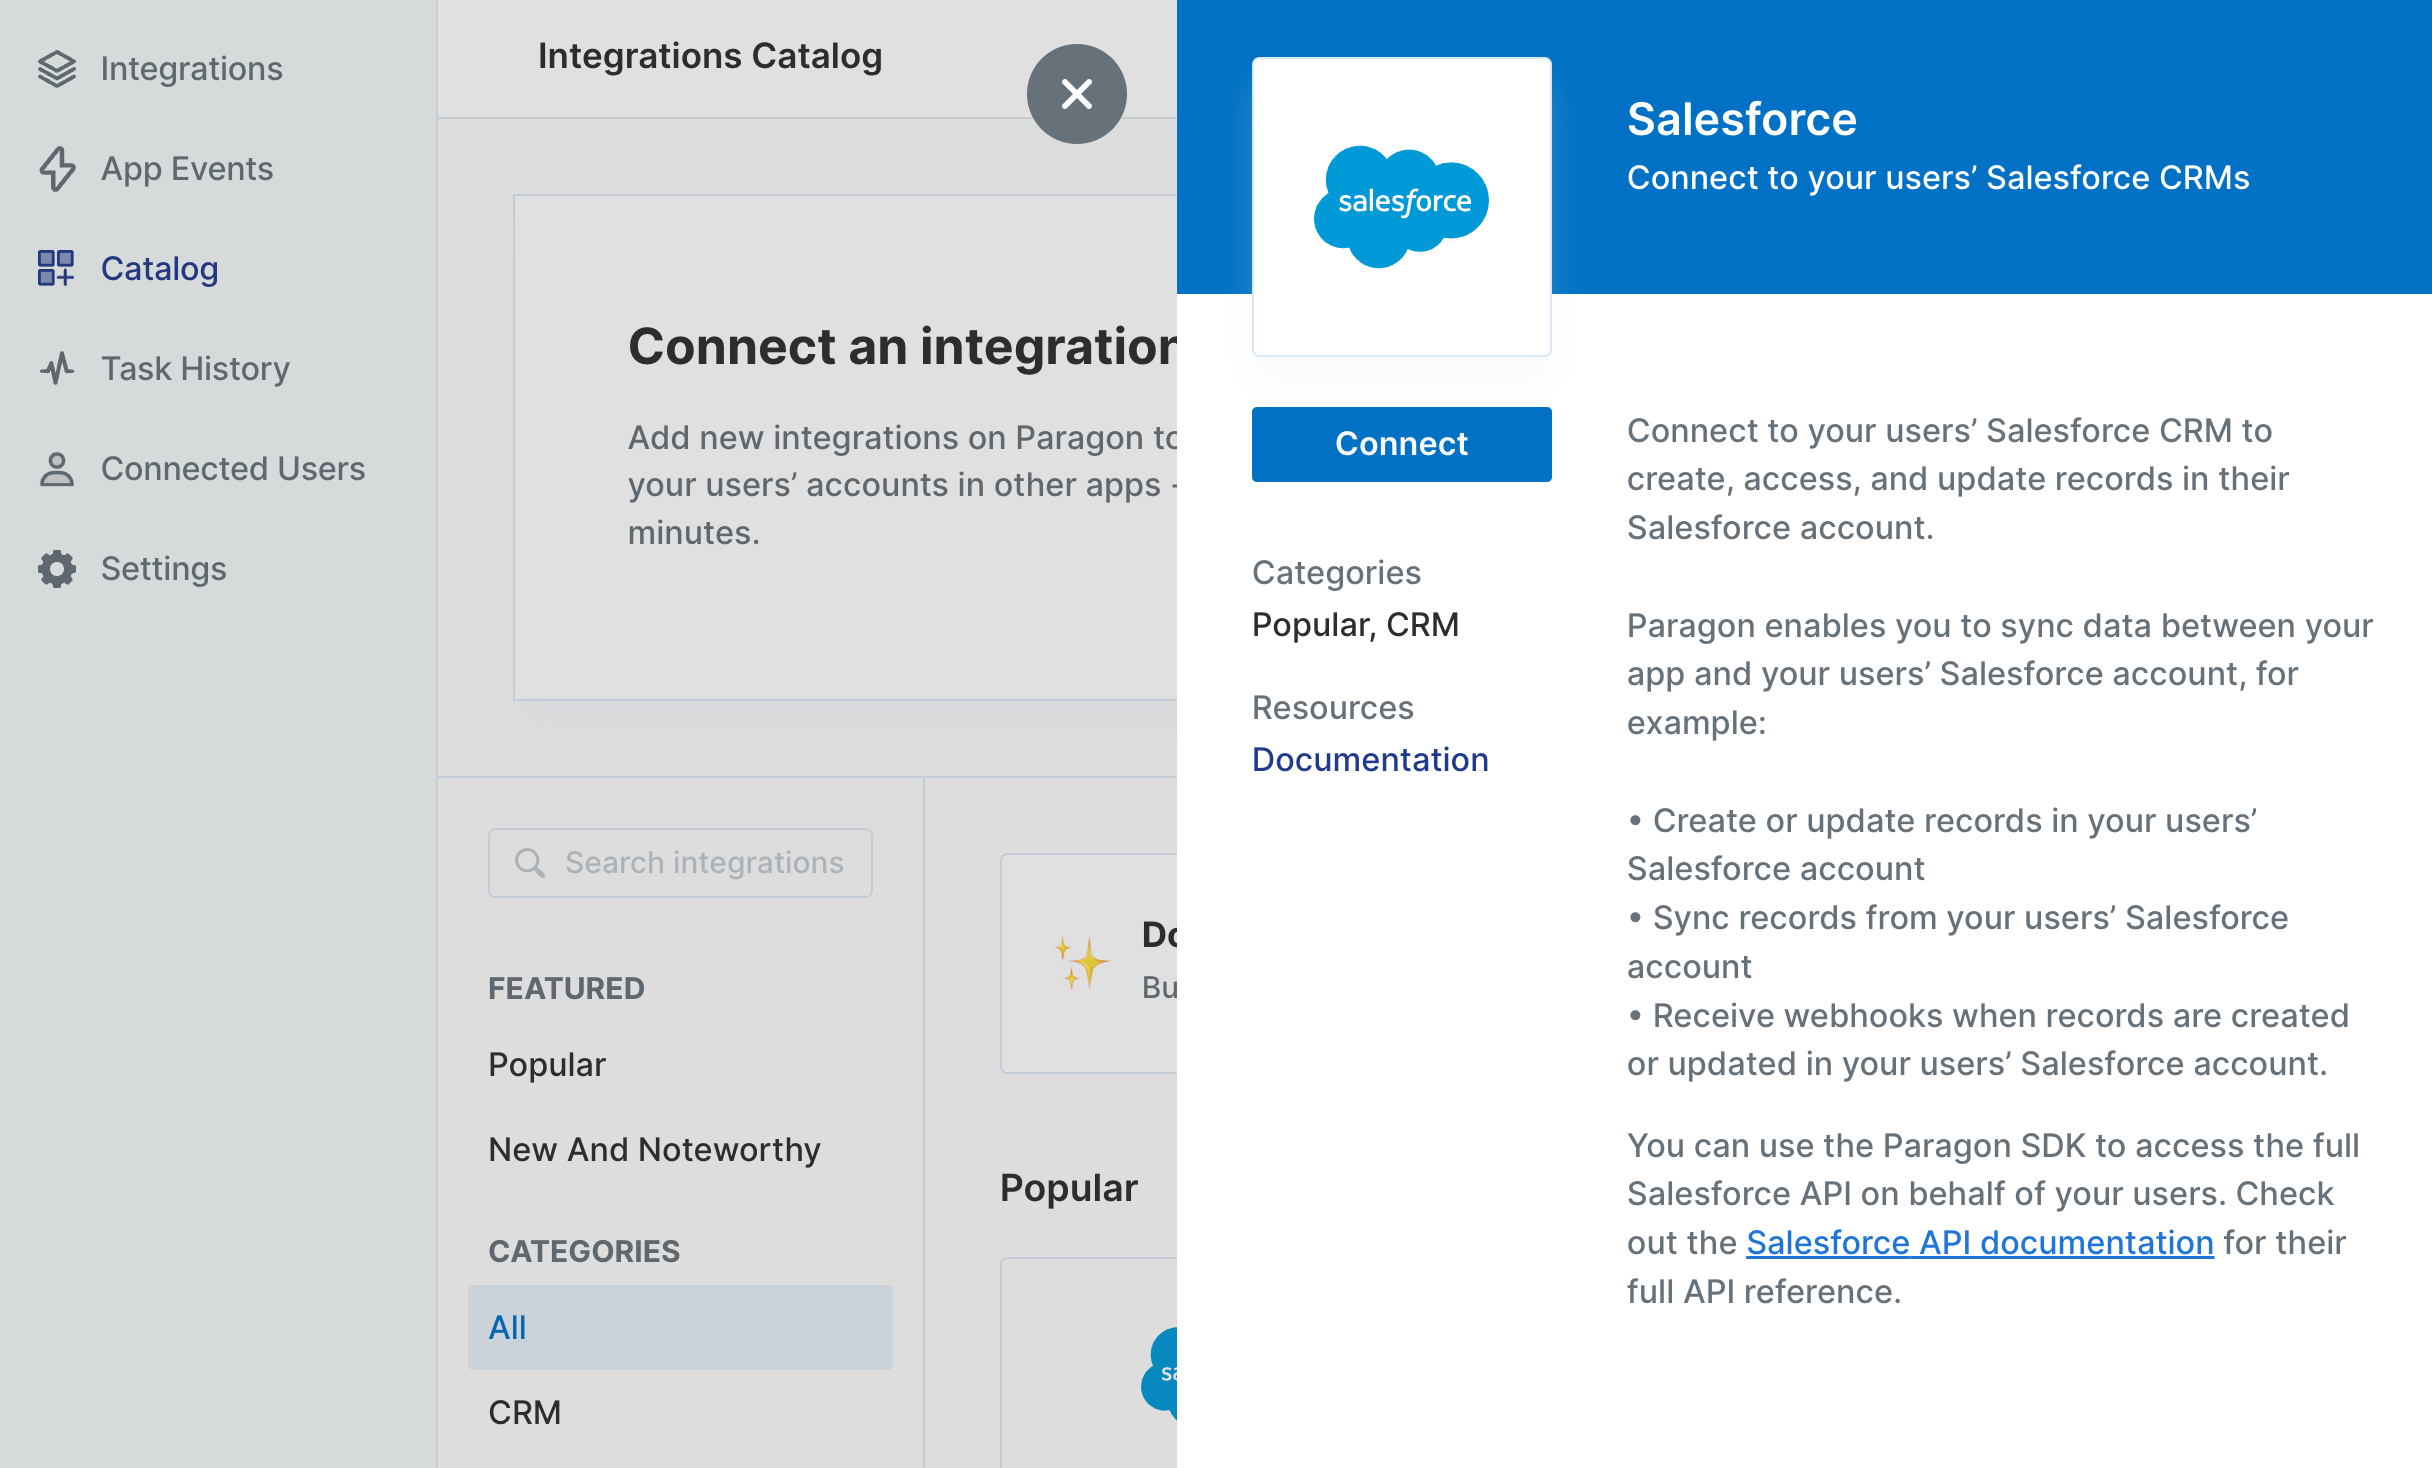 Integrations
App Events
Catalog
Task History
Connected Users
Settings
Integrations Catalog
Connect an integration
Add new integrations on Paragon to
your users’ accounts in other apps -
minutes.
Search integrations
FEATURED
Popular
New And Noteworthy
CATEGORIES
All
CRM
Do
Bu
Popular
sa
salesforce
Salesforce
Connect to your users’ Salesforce CRMs
Connect
Categories
Popular, CRM
Resources
Documentation
Connect to your users’ Salesforce CRM to
create, access, and update records in their
Salesforce account.
Paragon enables you to sync data between your
app and your users’ Salesforce account, for
example:
• Create or update records in your users’
Salesforce account
• Sync records from your users’ Salesforce
account
• Receive webhooks when records are created
or updated in your users’ Salesforce account.
You can use the Paragon SDK to access the full
Salesforce API on behalf of your users. Check
out the Salesforce API documentation for their
full API reference.